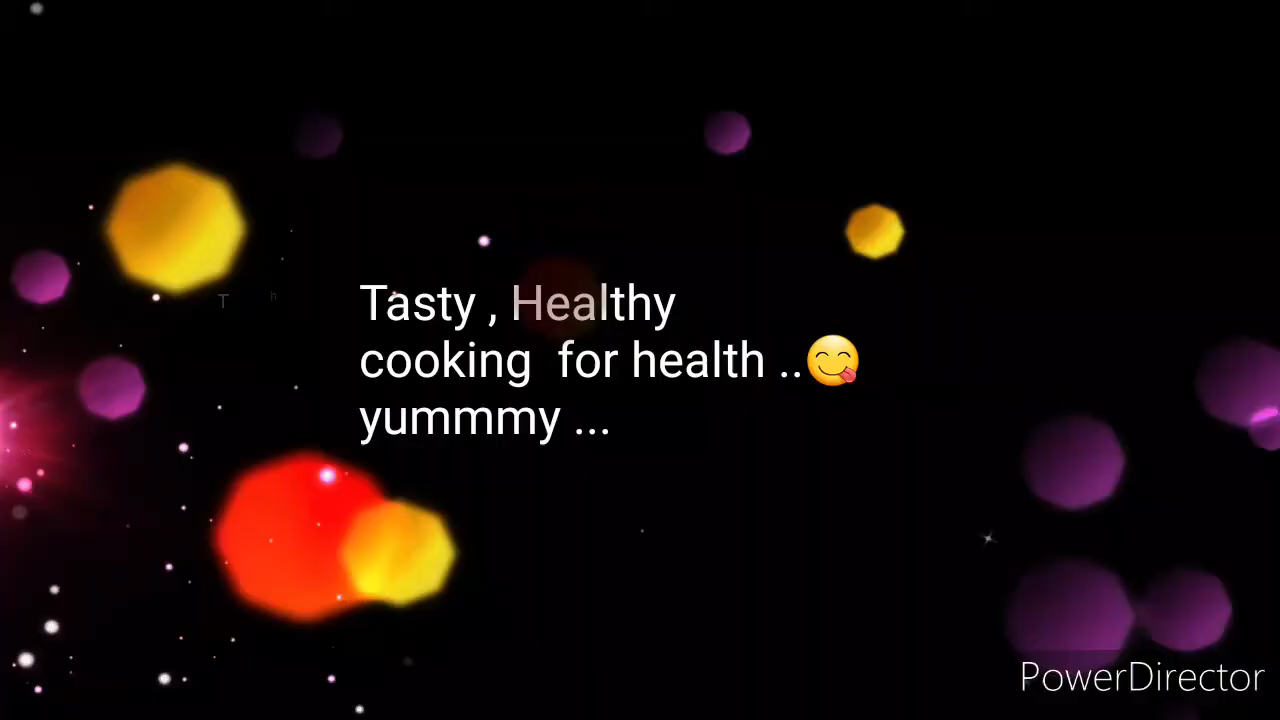 Tasty , Healthy
cooking  for health ..😋
yummmy ...
T h
PowerDirector